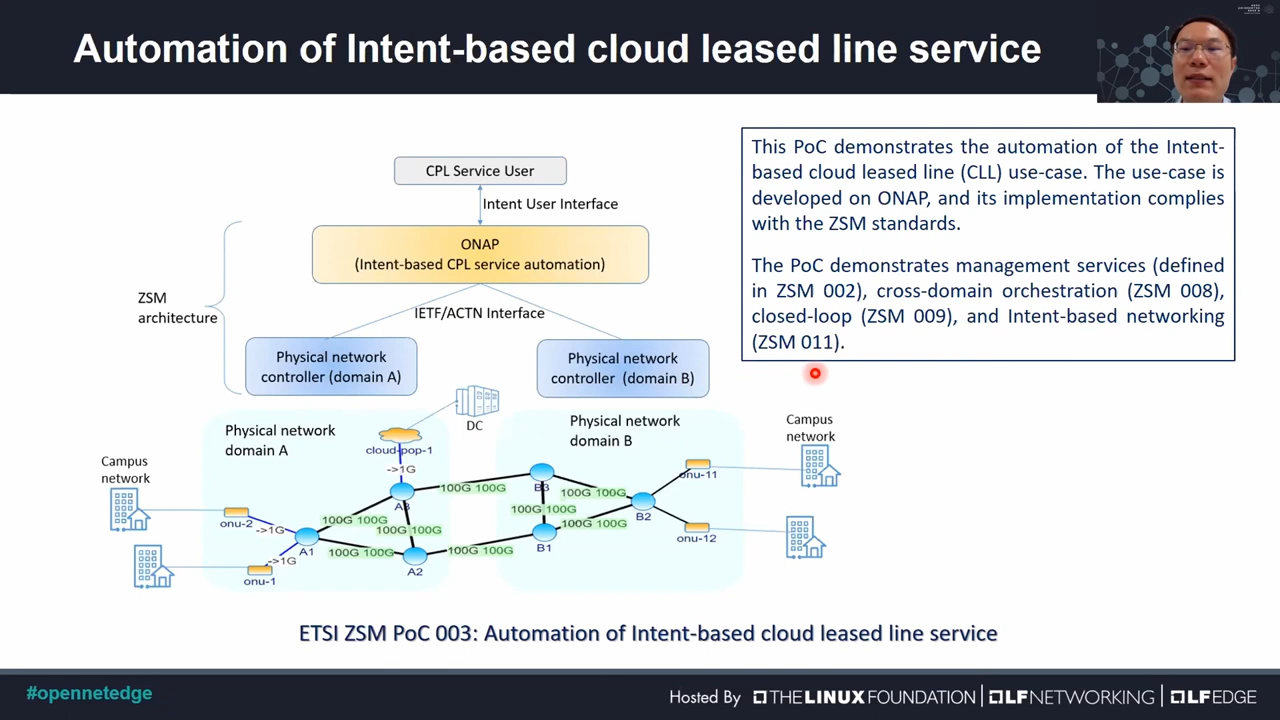 Automation of Intent-based cloud leased line service
CPL Service User
Intent User Interface
ONAP
(Intent-based CPL service automation)
ZSM
architecture
IETF/ACTN Interface
Physical network
controller (domain A)
Physical network
controller (domain B)
This PoC demonstrates the automation of the Intent-
based cloud leased line (CLL) use-case. The use-case is
developed on ONAP, and its implementation complies
with the ZSM standards.
The PoC demonstrates management services (defined
in ZSM 002), cross-domain orchestration (ZSM 008),
closed-loop (ZSM 009), and Intent-based networking
(ZSM 011).
DC
Physical network
domain A
Physical network
domain B
Campus
network
Campus
network
cloud-pop-1
->1G
onu-11
100G 100G
B3
100G 100G
A3
100G 100G
B2
onu-2
->1G
100G 100G
100G 100G
100G 100G
onu-12
A1
100G 100G
100G 100G
B1
->1G
A2
onu-1
ETSI ZSM PoC 003: Automation of Intent-based cloud leased line service
#opennetedge
Hosted By
THE LINUX FOUNDATION
LF NETWORKING
LF EDGE